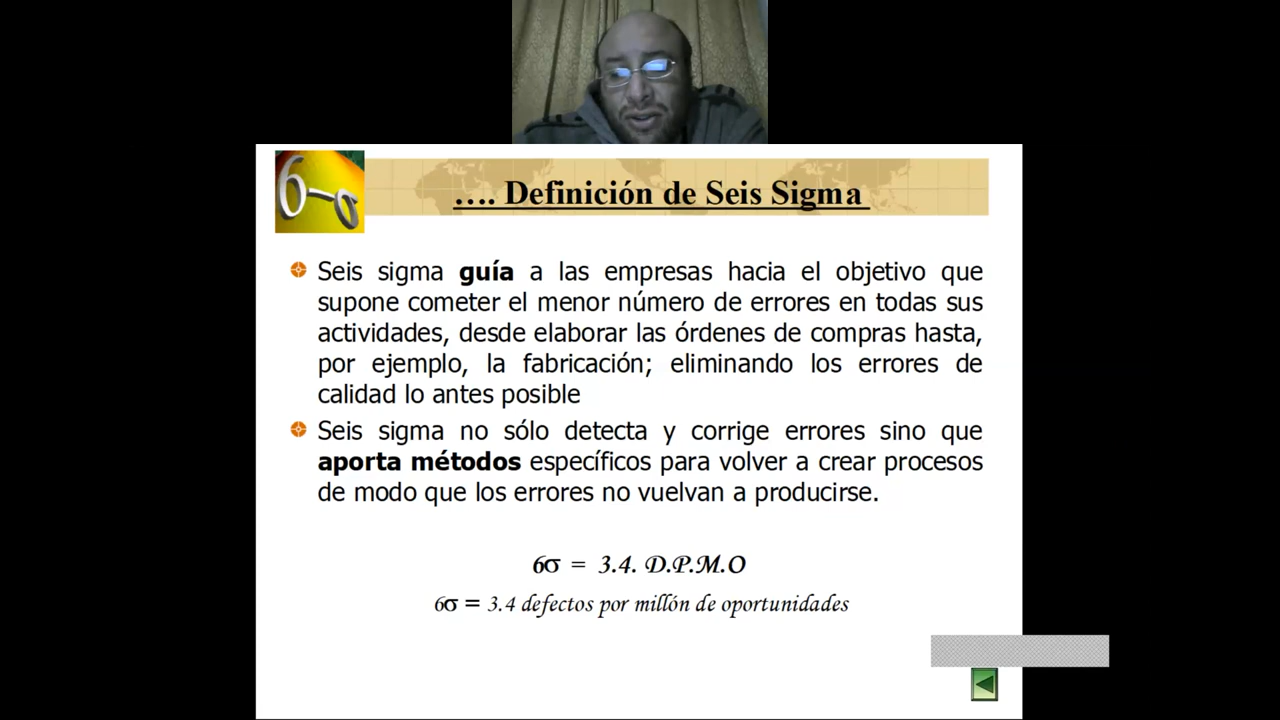 6-σ
…. Definición de Seis Sigma
Seis sigma guía a las empresas hacia el objetivo que
supone cometer el menor número de errores en todas sus
actividades, desde elaborar las órdenes de compras hasta,
por ejemplo, la fabricación; eliminando los errores de
calidad lo antes posible
Seis sigma no sólo detecta y corrige errores sino que
aporta métodos específicos para volver a crear procesos
de modo que los errores no vuelvan a producirse.
6σ = 3.4. D.P.M.O
6σ = 3.4 defectos por millón de oportunidades